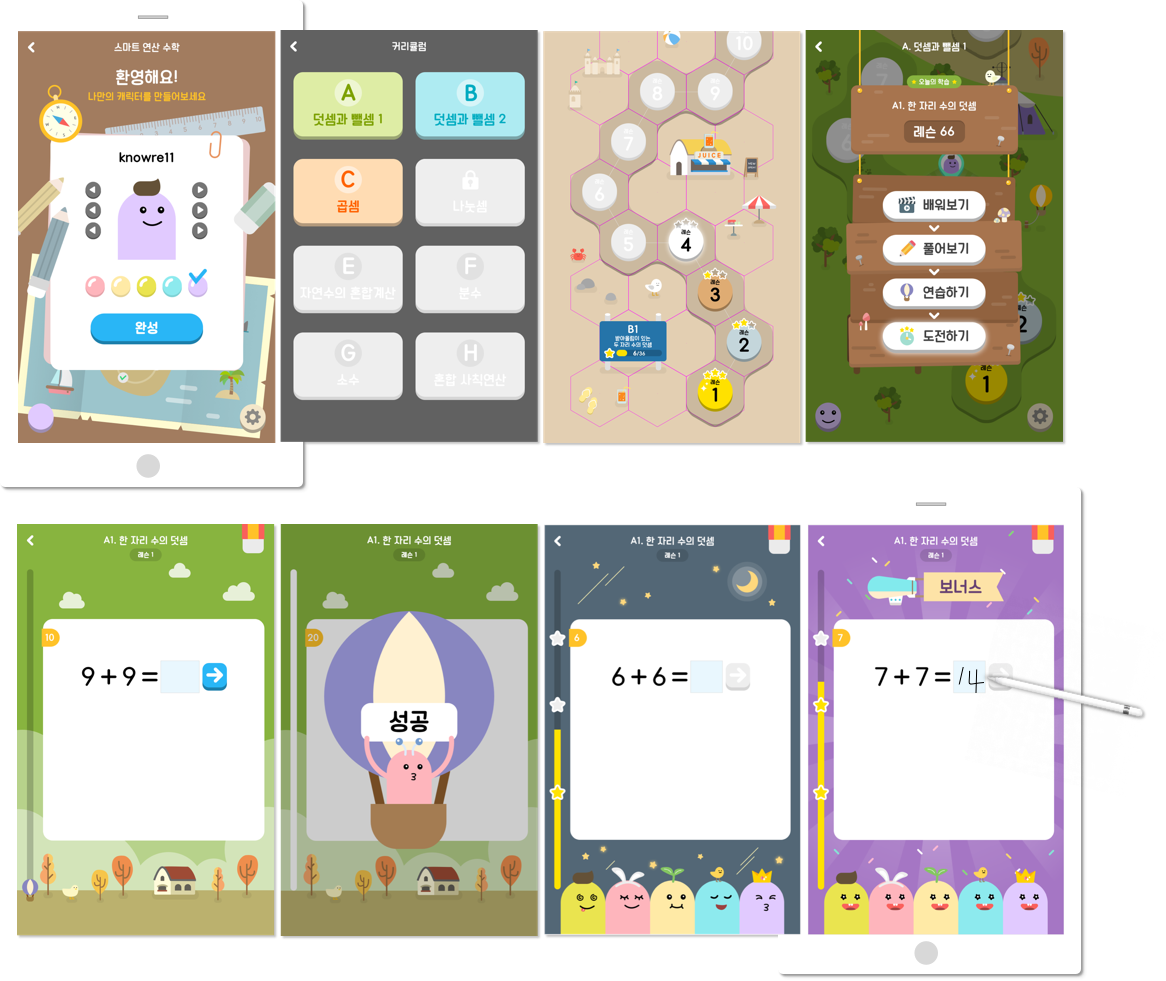 스마트 연산 수학
환영해요!
나만의 캐릭터를 만들어보세요
knowre11
완성
커리큘럼
A
덧셈과 뺄셈 1
B
덧셈과 뺄셈 2
C
곱셈
나눗셈
E
자연수의 혼합계산
F
분수
G
소수
H
혼합 사칙연산
10
8
9
7
JUICE
6
5
레슨
4
레슨
3
B1
받아올림이 있는
두 자리 수의 덧셈
6/36
레슨
2
레슨
1
A. 덧셈과 뺄셈 1
오늘의 학습
A1. 한 자리 수의 덧셈
레슨 66
배워보기
풀어보기
연습하기
도전하기
7
6
2
1
A1. 한 자리 수의 덧셈
레슨 1
10
9+9=
A1. 한 자리 수의 덧셈
레슨 1
20
성공
A1. 한 자리 수의 덧셈
레슨 1
6
6+6=
A1. 한 자리 수의 덧셈
레슨 1
보너스
7
7+7=14